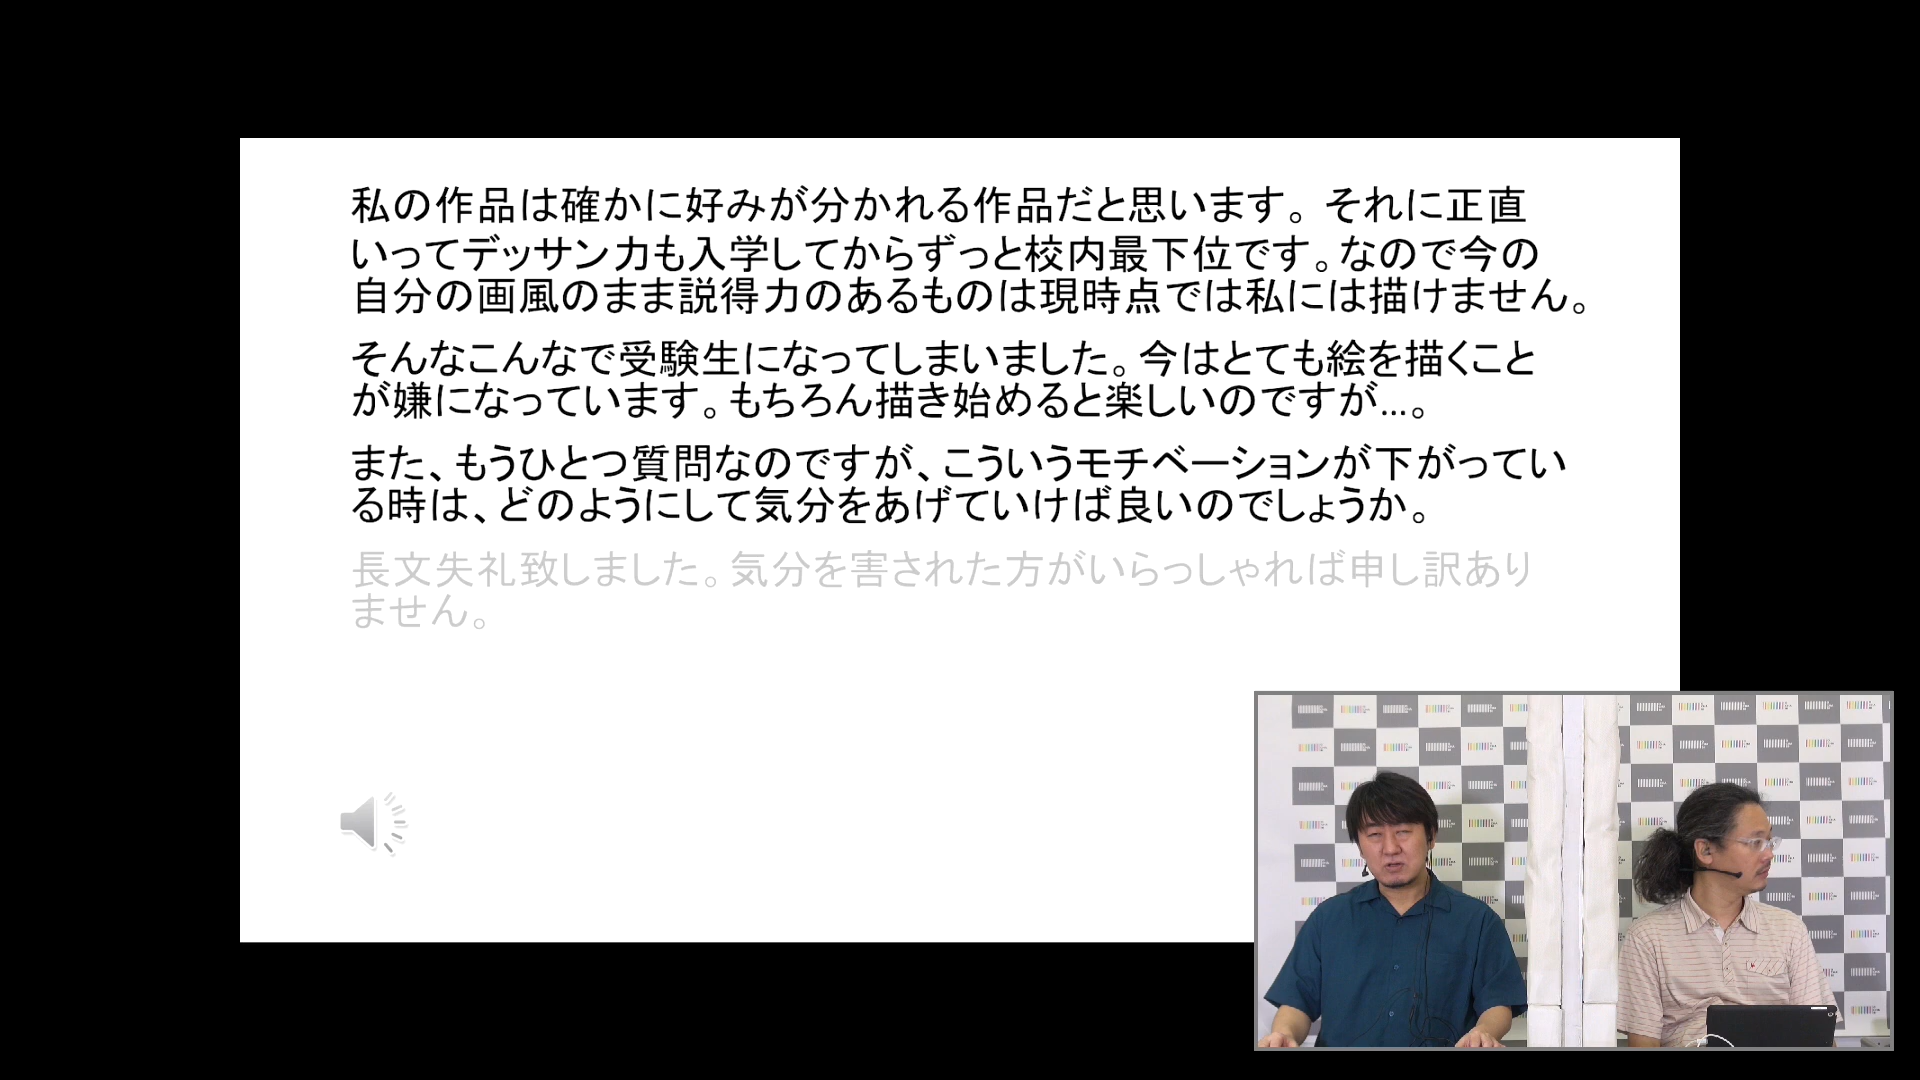 私の作品は確かに好みが分かれる作品だと思います。それに正直
いってデッサン力も入学してからずっと校内最下位です。なので今の
自分の画風のまま説得力のあるものは現時点では私には描けません。
そんなこんなで受験生になってしまいました。今はとても絵を描くこと
が嫌になっています。もちろん描き始めると楽しいのですが…。
また、もうひとつ質問なのですが、こういうモチベーションが下がってい
る時は、どのようにして気分をあげていけば良いのでしょうか。
長文失礼致しました。気分を害された方がいらっしゃれば申し訳あり
ません。